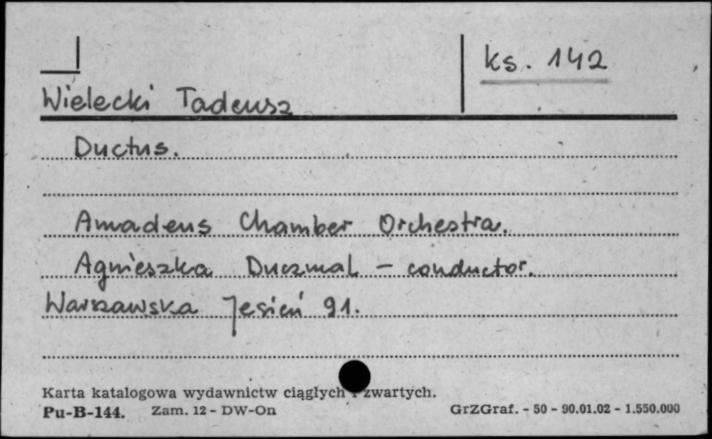 ks. 142
Wielecki Tadeusz
Ductus.
Amadeus Chamber Orchestra.
Agnieszka Duczmal - conductor.
Warszawska Jesień 91.
Karta katalogowa wydawnictw ciągłych i zwartych.
Pu-B-144. Zam. 12 - DW-On GrZGraf. - 50 - 90.01.02 - 1.550.000